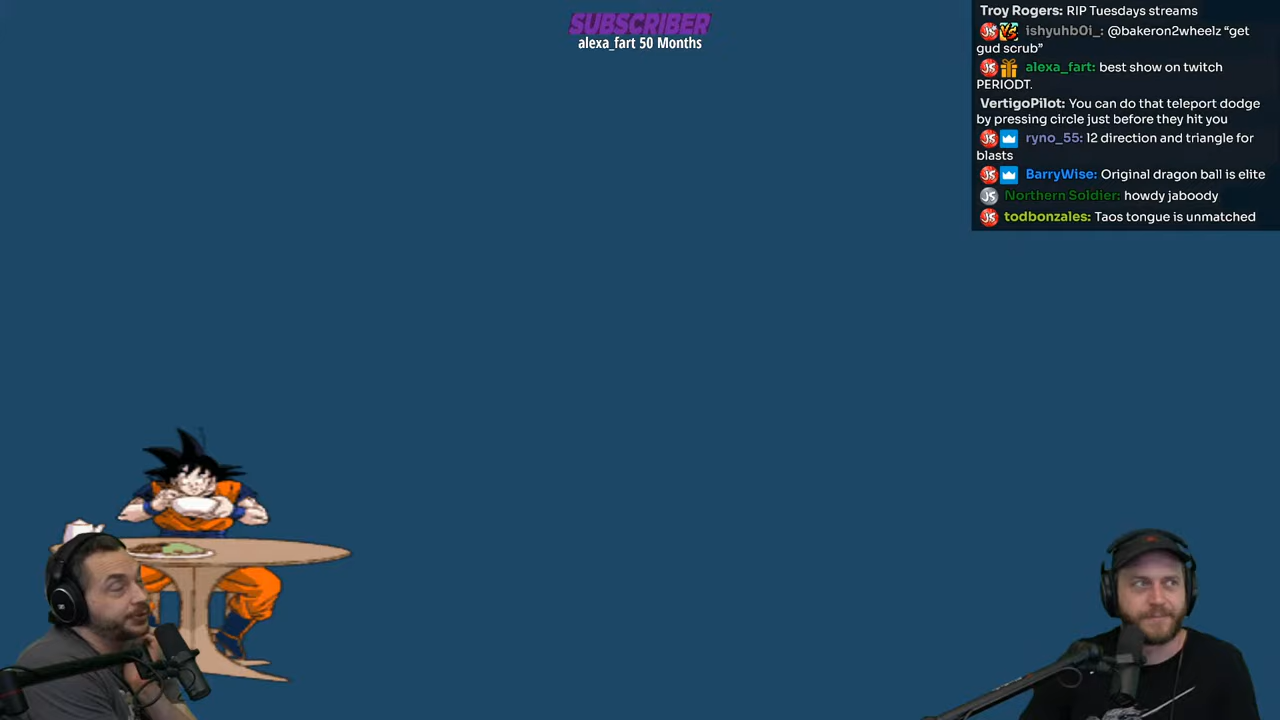 SUBSCRIBER
alexa_fart 50 Months
Troy Rogers: RIP Tuesdays streams
ishyuhb0i_: @bakeron2wheelz “get
gud scrub”
alexa_fart: best show on twitch
PERIODT.
VertigoPilot: You can do that teleport dodge
by pressing circle just before they hit you
ryno_55: l2 direction and triangle for
blasts
BarryWise: Original dragon ball is elite
Northern Soldier: howdy jaboody
todbonzales: Taos tongue is unmatched